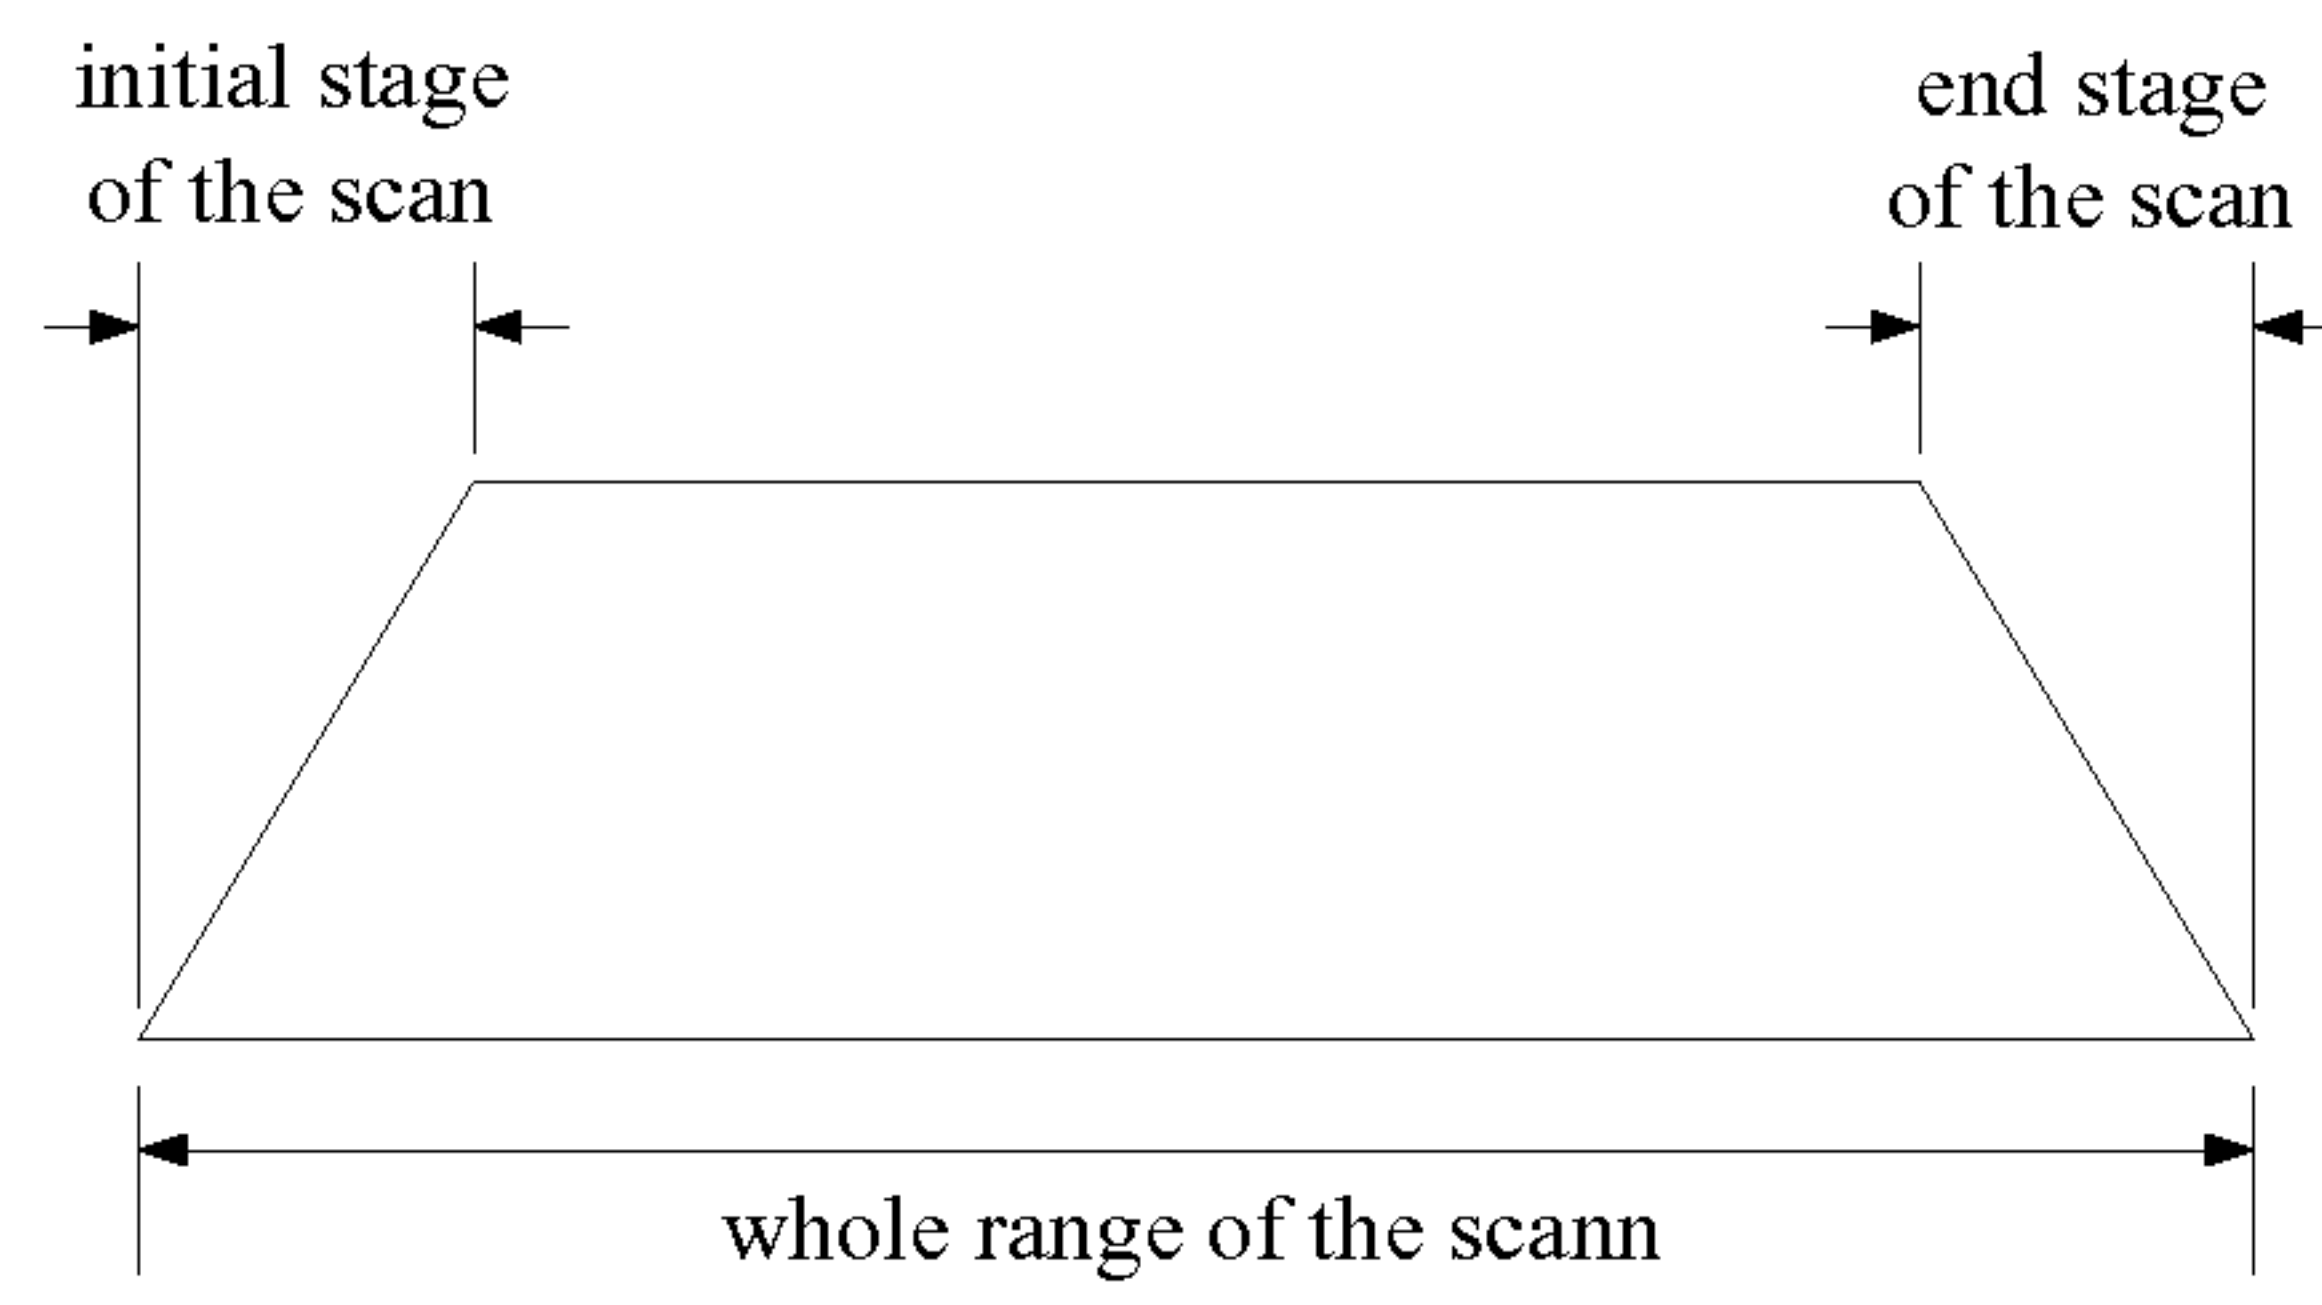 initial stage
of the scan
end stage
of the scan
whole range of the scann